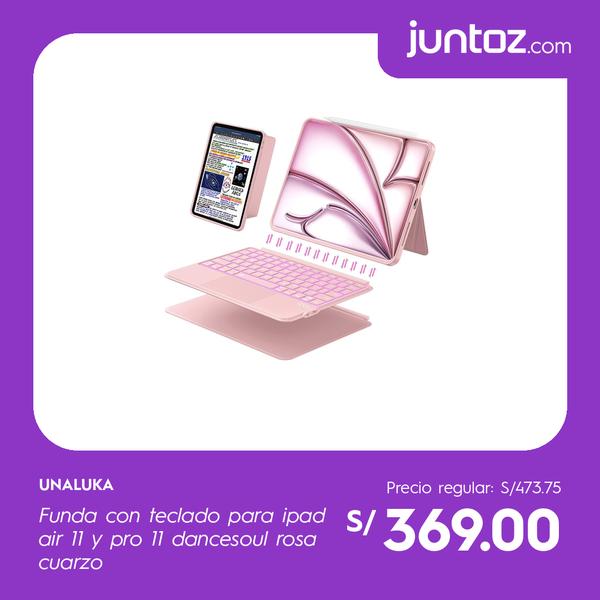 juntoz.com
UNALUKA
Funda con teclado para ipad
air 11 y pro 11 dancesoul rosa
cuarzo
Precio regular: S/473.75
S/369.00